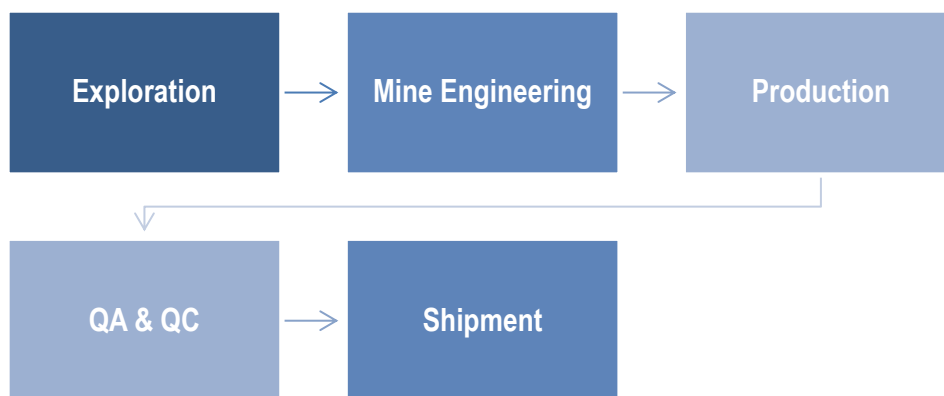 Exploration
Mine Engineering
Production
QA & QC
Shipment